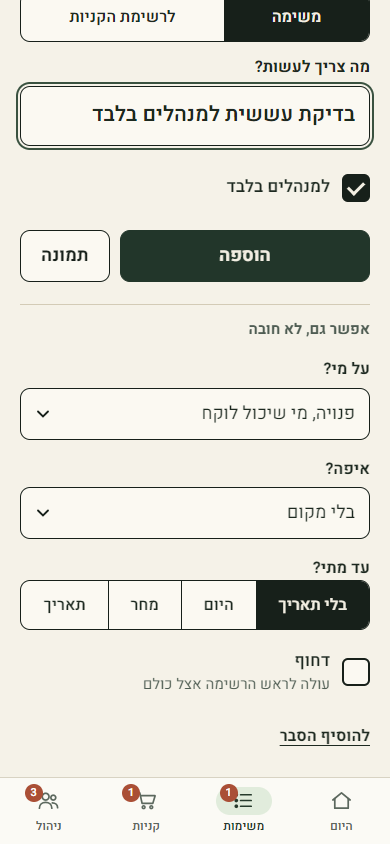 משימה
לרשימת הקניות
מה צריך לעשות?
בדיקת עששית למנהלים בלבד
למנהלים בלבד
הוספה
תמונה
אפשר גם, לא חובה
על מי?
פנויה, מי שיכול לוקח
איפה?
בלי מקום
עד מתי?
בלי תאריך
היום
מחר
תאריך
דחוף
עולה לראש הרשימה אצל כולם
להוסיף הסבר
היום
1
משימות
1
קניות
3
ניהול